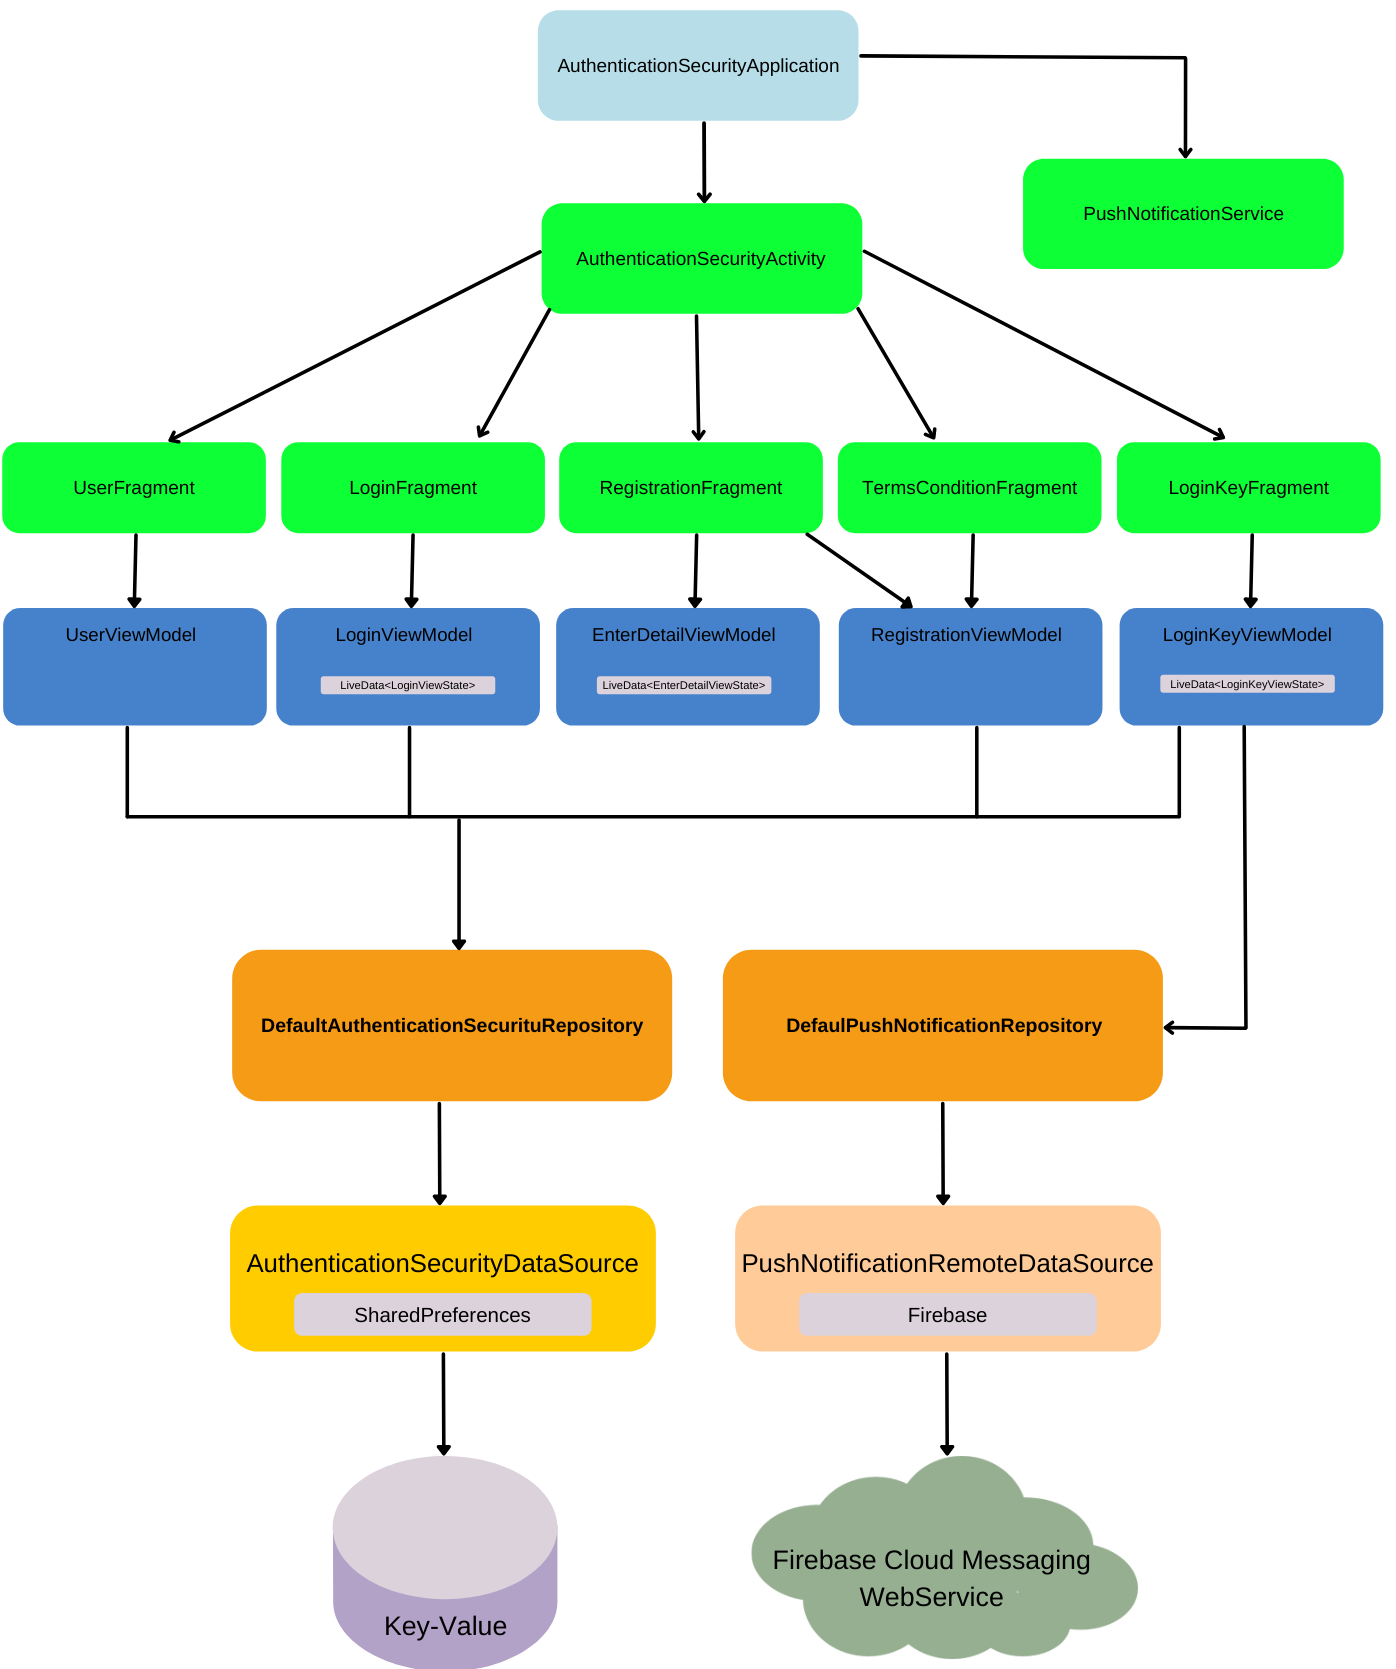 AuthenticationSecurityApplication
PushNotificationService
AuthenticationSecurityActivity
UserFragment
LoginFragment
RegistrationFragment
TermsConditionFragment
LoginKeyFragment
UserViewModel
LoginViewModel
EnterDetailViewModel
RegistrationViewModel
LoginKeyViewModel
LiveData<LoginViewState>
LiveData<EnterDetailViewState>
LiveData<LoginKeyViewState>
DefaultAuthenticationSecurituRepository
DefaulPushNotificationRepository
AuthenticationSecurityDataSource
SharedPreferences
PushNotificationRemoteDataSource
Firebase
Key-Value
Firebase Cloud Messaging
WebService